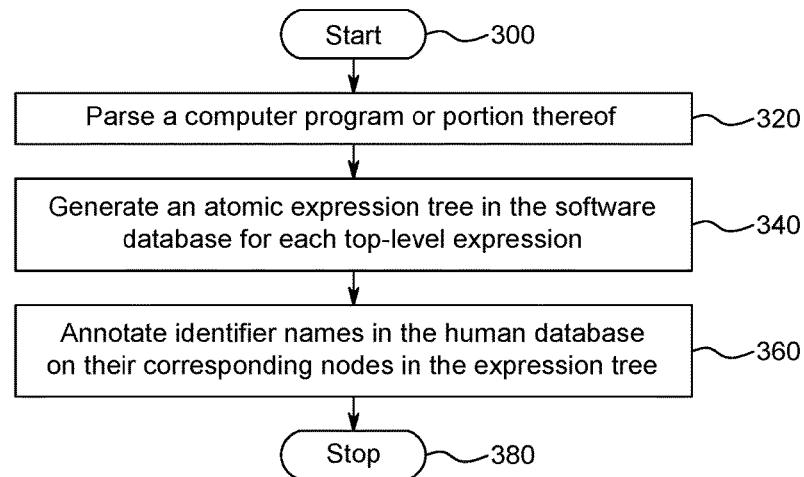 Start 300
Parse a computer program or portion thereof 320
Generate an atomic expression tree in the software
database for each top-level expression
340
Annotate identifier names in the human database
on their corresponding nodes in the expression tree
360
Stop 380